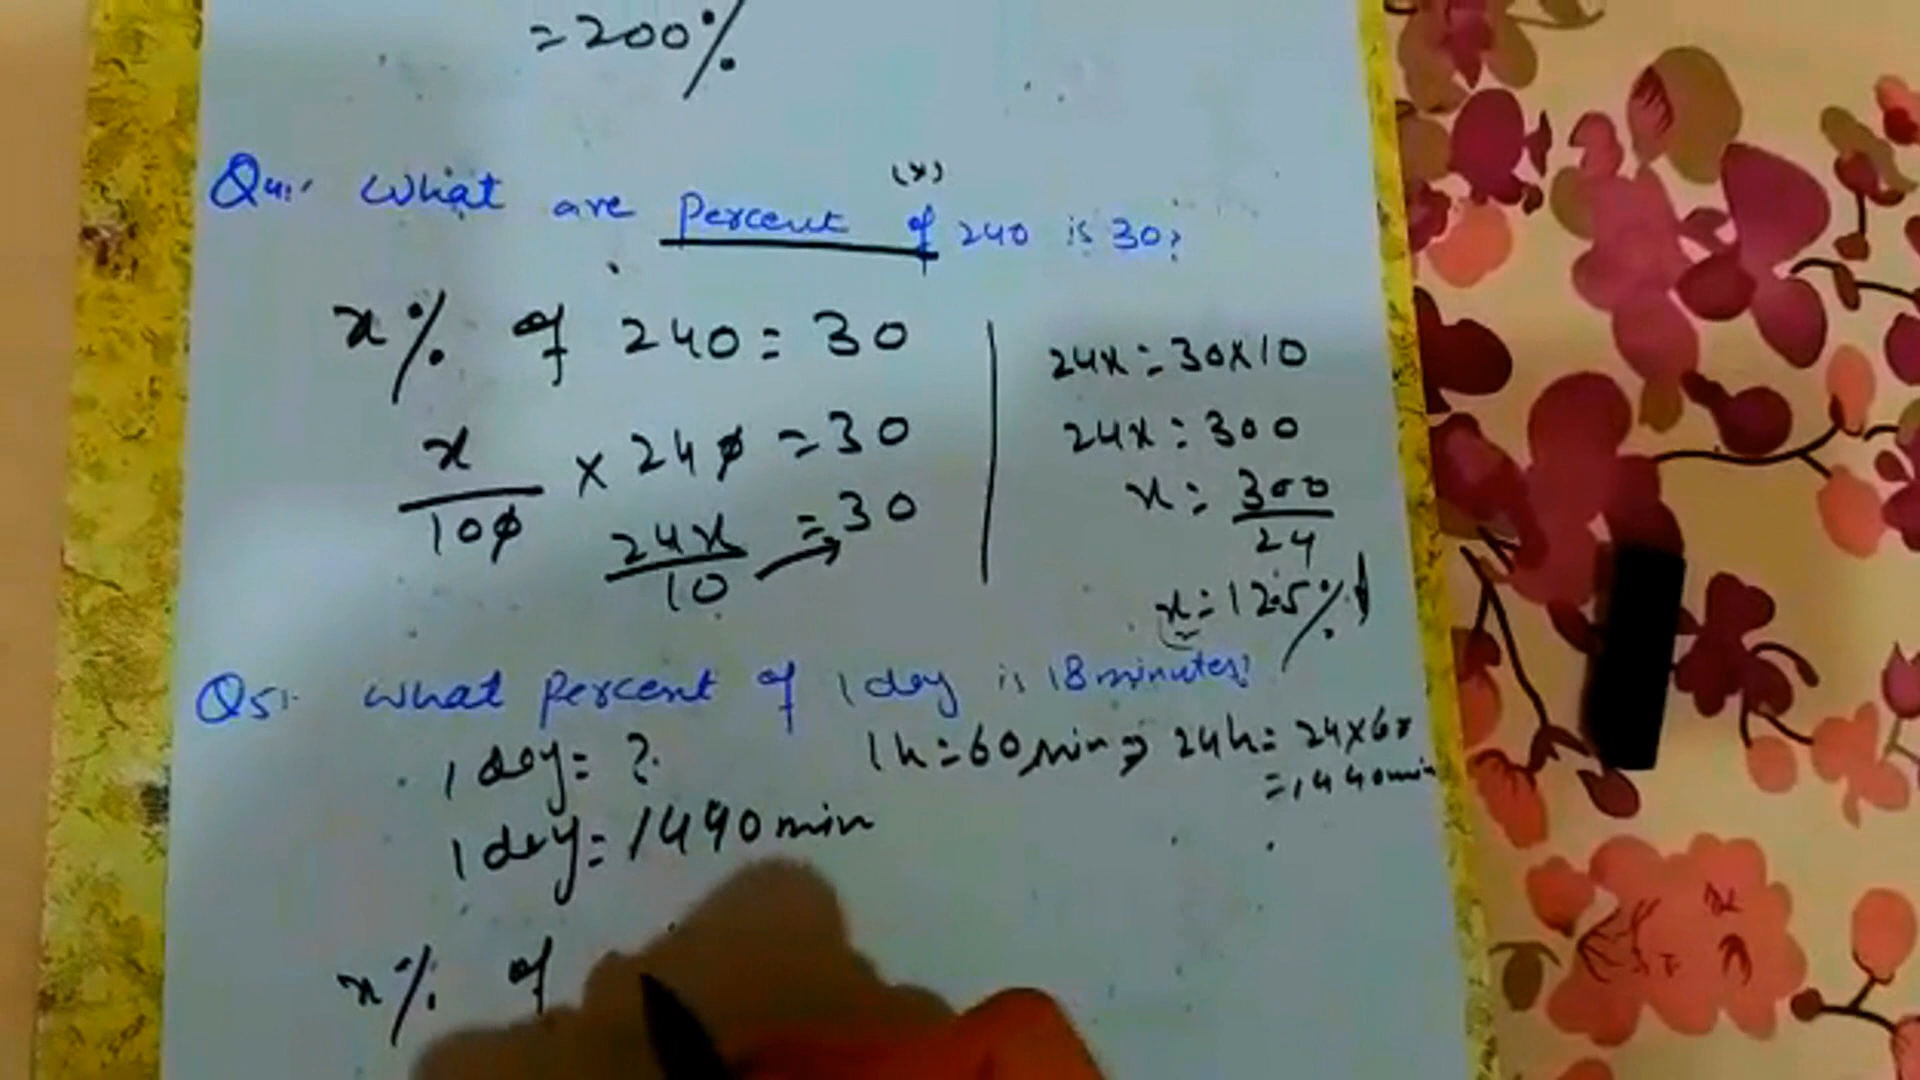 =200%
Q4:- What are Percent of 240 is 30?
(x)
x% of 240 = 30
x/100 × 240 = 30
24x/10 = 30
24x = 30×10
24x = 300
x = 300/24
x = 12.5%
Q5:- What percent of 1 day is 18 minutes?
1 day = ?
1h = 60 min ⇒ 24h = 24×60
= 1440 min
1 day = 1440 min
x% of